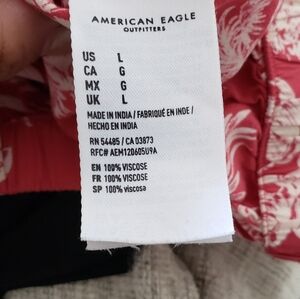 AMERICAN EAGLE
OUTFITTERS
US L
CA G
MX G
UK L
MADE IN INDIA / FABRIQUÉ EN INDE /
HECHO EN INDIA
RN 54485 / CA 03873
RFC# AEM120605U9A
EN 100% VISCOSE
FR 100% VISCOSE
SP 100% viscosa